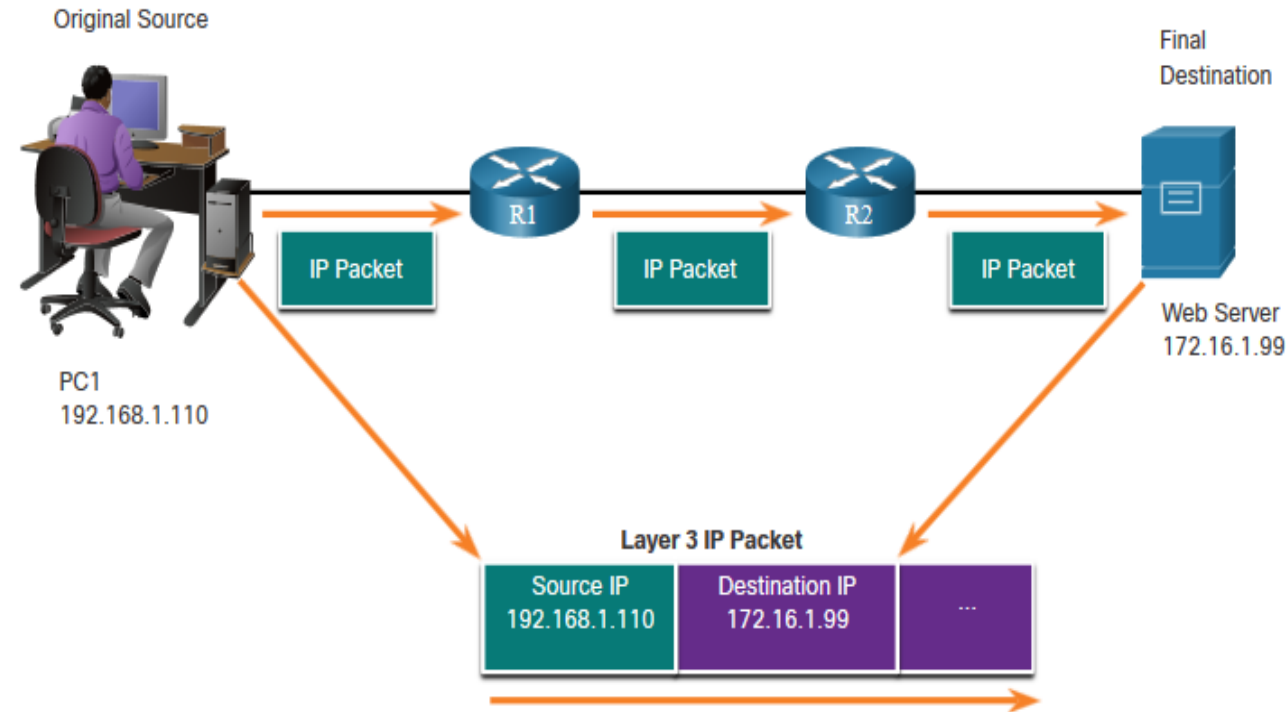 Original Source
Final
Destination
R1
R2
IP Packet
IP Packet
IP Packet
Web Server
172.16.1.99
PC1
192.168.1.110
Layer 3 IP Packet
Source IP
192.168.1.110
Destination IP
172.16.1.99
...